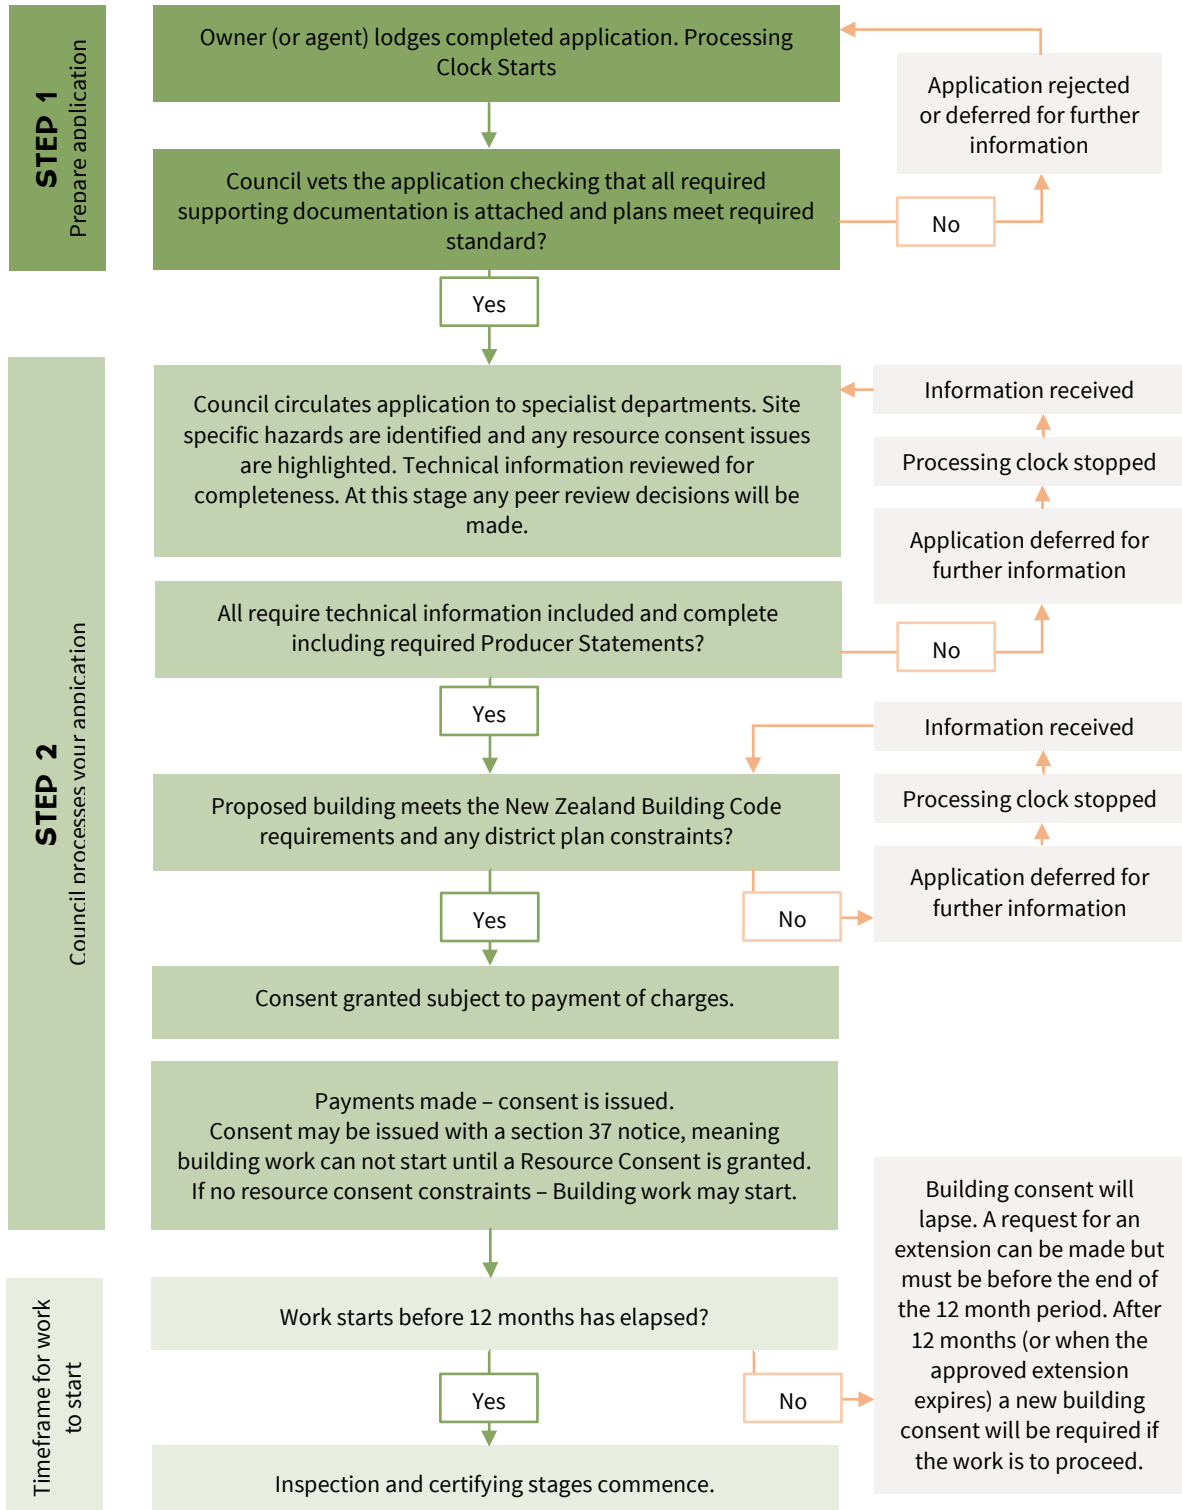 STEP 1
Prepare application
Owner (or agent) lodges completed application. Processing
Clock Starts
Application rejected
or deferred for further
information
Council vets the application checking that all required
supporting documentation is attached and plans meet required
standard?
No
Yes
STEP 2
Council processes your application
Council circulates application to specialist departments. Site
specific hazards are identified and any resource consent issues
are highlighted. Technical information reviewed for
completeness. At this stage any peer review decisions will be
made.
Information received
Processing clock stopped
Application deferred for
further information
All require technical information included and complete
including required Producer Statements?
No
Yes
Information received
Processing clock stopped
Application deferred for
further information
Proposed building meets the New Zealand Building Code
requirements and any district plan constraints?
Yes
No
Consent granted subject to payment of charges.
Payments made – consent is issued.
Consent may be issued with a section 37 notice, meaning
building work can not start until a Resource Consent is granted.
If no resource consent constraints – Building work may start.
Timeframe for work
to start
Work starts before 12 months has elapsed?
Yes
No
Building consent will
lapse. A request for an
extension can be made but
must be before the end of
the 12 month period. After
12 months (or when the
approved extension
expires) a new building
consent will be required if
the work is to proceed.
Inspection and certifying stages commence.